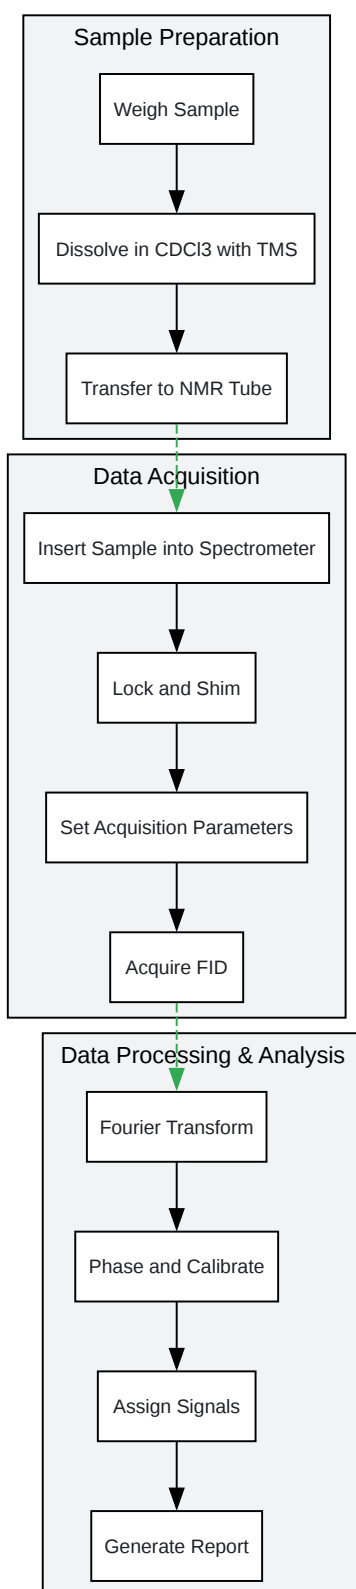 Sample Preparation
Weigh Sample
Dissolve in CDCl3 with TMS
Transfer to NMR Tube
Data Acquisition
Insert Sample into Spectrometer
Lock and Shim
Set Acquisition Parameters
Acquire FID
Data Processing & Analysis
Fourier Transform
Phase and Calibrate
Assign Signals
Generate Report